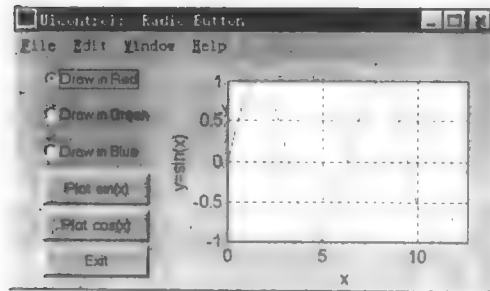 Uicontrol: Radio Button
File Edit Window Help
Draw in Red
Draw in Green
Draw in Blue
Plot sin(x)
Plot cos(x)
Exit
y=sin(x)
1
0.5
0.0
-0.5
-1
0 5 10
x